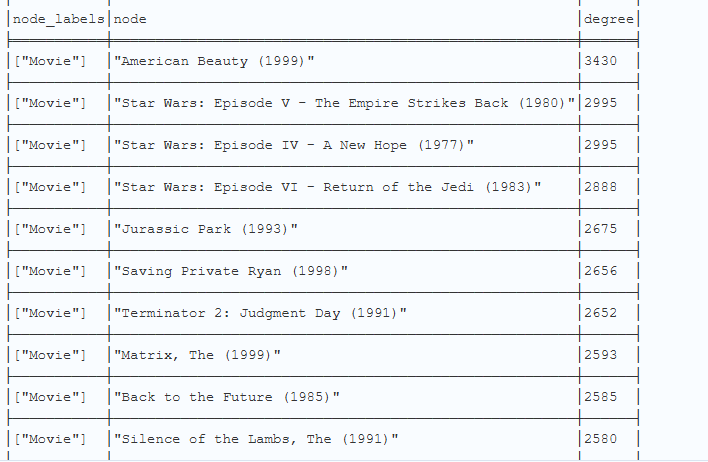 node_labels node degree
["Movie"] "American Beauty (1999)" 3430
["Movie"] "Star Wars: Episode V - The Empire Strikes Back (1980)" 2995
["Movie"] "Star Wars: Episode IV - A New Hope (1977)" 2995
["Movie"] "Star Wars: Episode VI - Return of the Jedi (1983)" 2888
["Movie"] "Jurassic Park (1993)" 2675
["Movie"] "Saving Private Ryan (1998)" 2656
["Movie"] "Terminator 2: Judgment Day (1991)" 2652
["Movie"] "Matrix, The (1999)" 2593
["Movie"] "Back to the Future (1985)" 2585
["Movie"] "Silence of the Lambs, The (1991)" 2580